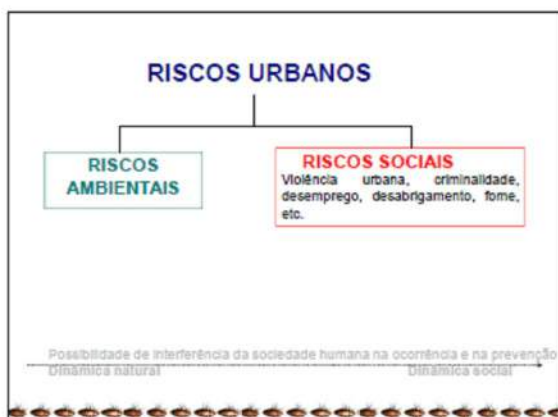 RISCOS URBANOS
RISCOS
AMBIENTAIS
RISCOS SOCIAIS
Violência urbana, criminalidade,
desemprego, desabrigamento, fome,
etc.
Possibilidade de interferência da sociedade humana na ocorrência e na prevenção
Dinâmica natural
Dinâmica social